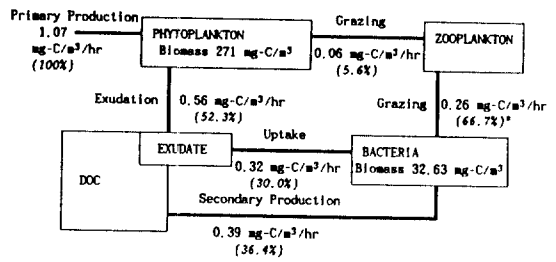 Primary Production
1.07
mg-C/m³/hr
(100%)
PHYTOPLANKTON
Biomass 271 mg-C/m³
Grazing
0.06 mg-C/m³/hr
(5.6%)
ZOOPLANKTON
Exudation
0.56 mg-C/m³/hr
(52.3%)
Grazing
0.26 mg-C/m³/hr
(66.7%)*
EXUDATE
Uptake
0.32 mg-C/m³/hr
(30.0%)
BACTERIA
Biomass 32.63 mg-C/m³
DOC
Secondary Production
0.39 mg-C/m³/hr
(36.4%)